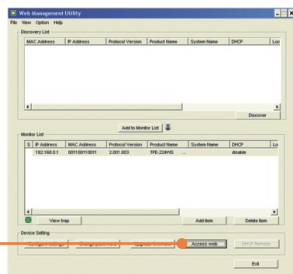 Web Management Utility
File View Option Help
Discovery List
MAC Address IP Address Protocol Version Product Name System Name DHCP Loc
Discover
Add to Monitor List
Monitor List
S IP Address MAC Address Protocol Version Product Name System Name DHCP Lo
192.168.0.1 001100110011 2.001.003 TPE-224WS ... disable
View trap Add item Delete item
Device Setting
Access web DHCP Refresh
Exit